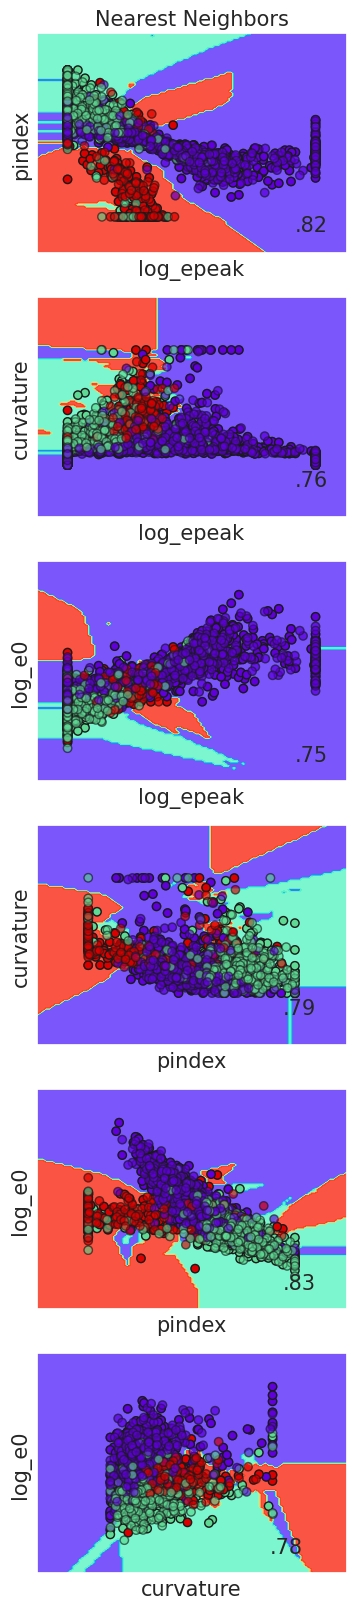 Nearest Neighbors
pindex
.82
log_epeak
curvature
.76
log_epeak
log_e0
.75
log_epeak
curvature
.79
pindex
log_e0
.83
pindex
log_e0
.78
curvature